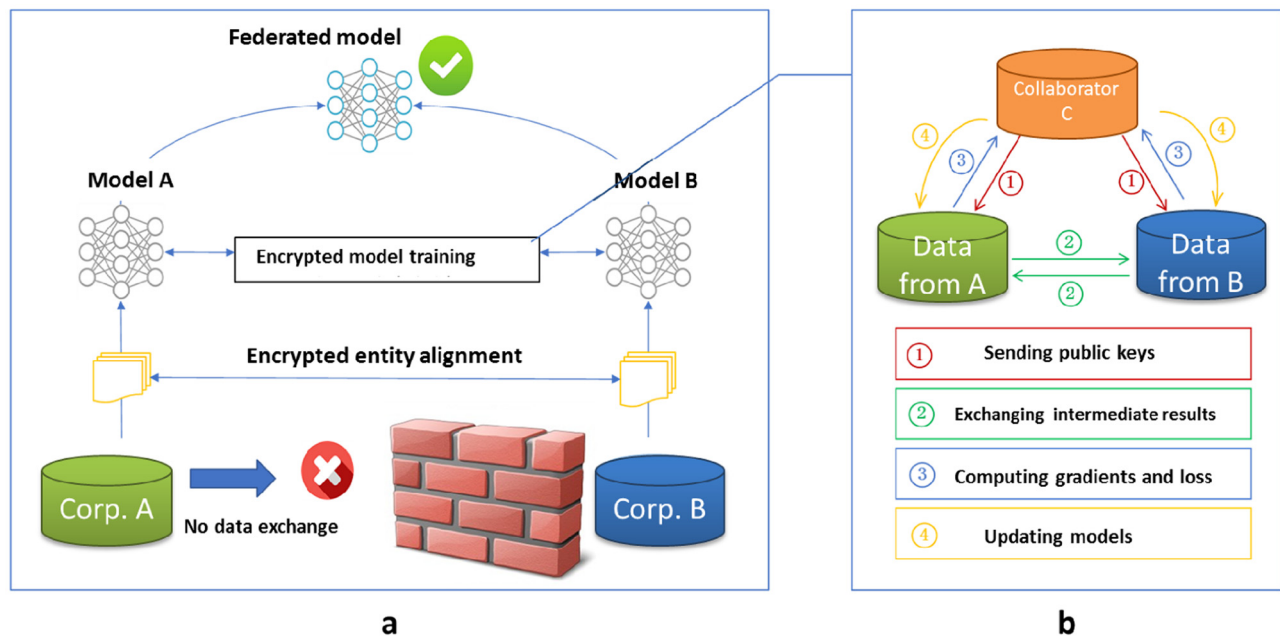 Federated model
Model A
Model B
Encrypted model training
Encrypted entity alignment
Corp. A
No data exchange
Corp. B
a
Collaborator
C
4
3
1
1
3
4
Data
from A
2
2
Data
from B
1 Sending public keys
2 Exchanging intermediate results
3 Computing gradients and loss
4 Updating models
b